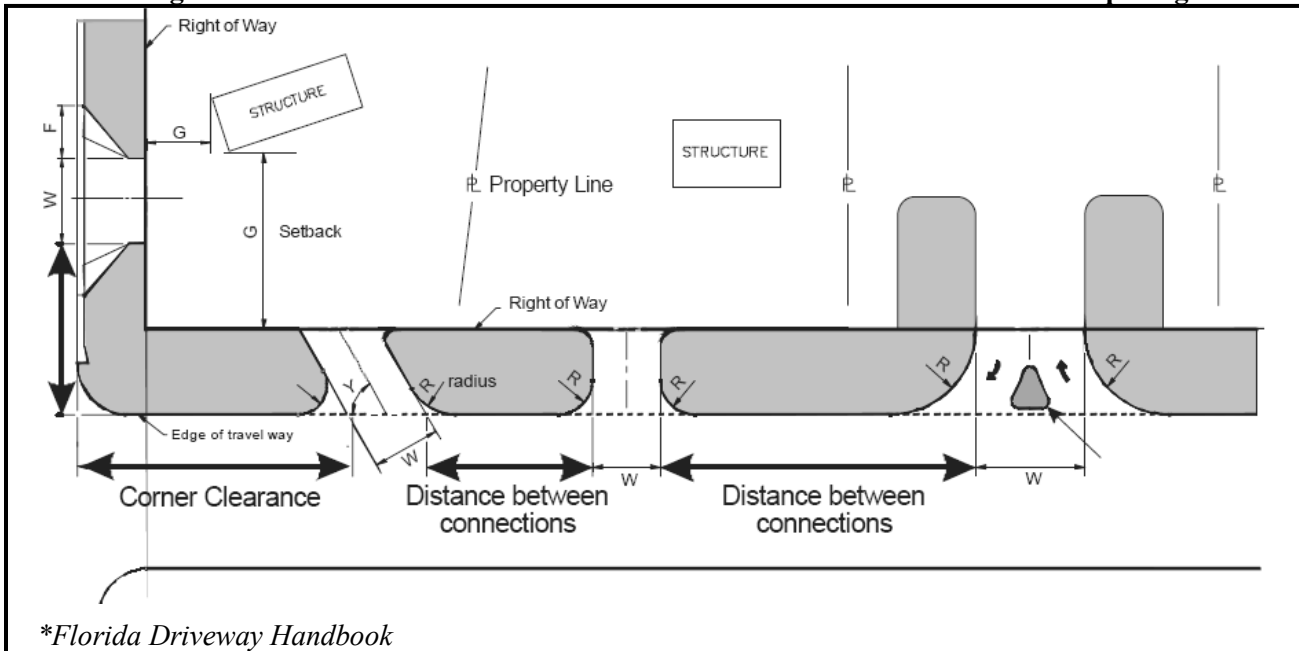 Right of Way
STRUCTURE
F
G
STRUCTURE
W
℄ Property Line
℄
℄
G
Setback
Right of Way
Y
R
radius
R
R
R
R
Edge of travel way
W
W
W
Corner Clearance
Distance between
connections
Distance between
connections
*Florida Driveway Handbook